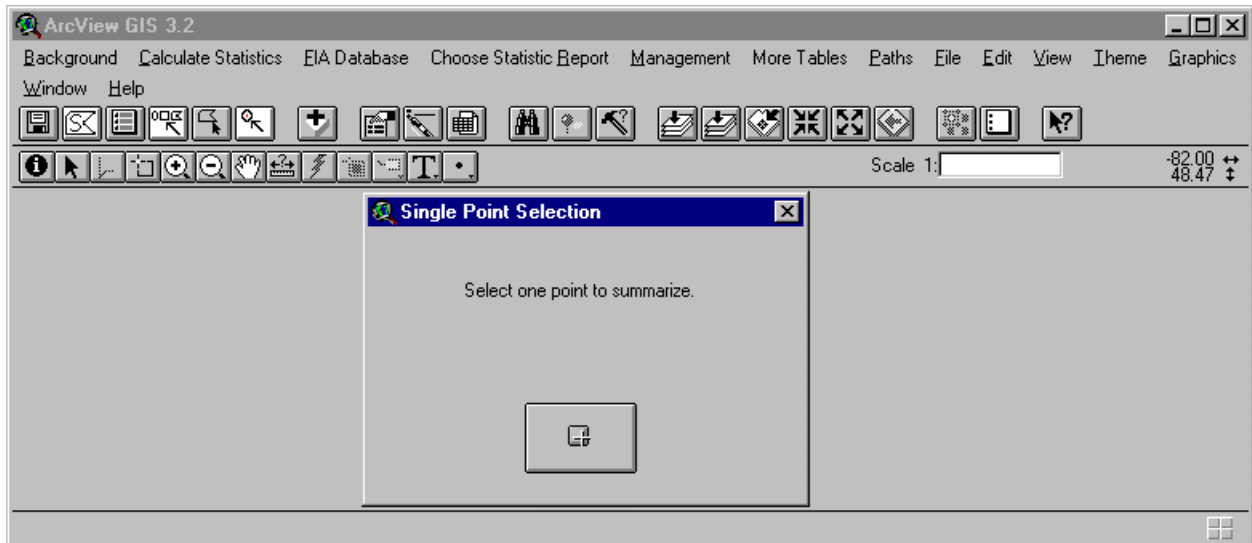 ArcView GIS 3.2
Background Calculate Statistics FIA Database Choose Statistic Report Management More Tables Paths File Edit View Theme Graphics
Window Help
Scale 1:
-82.00
48.47
Single Point Selection
Select one point to summarize.